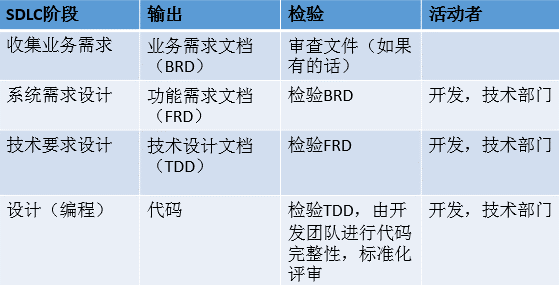 SDLC阶段 输出 检验 活动者
收集业务需求 业务需求文档 审查文件（如果
（BRD） 有的话）
系统需求设计 功能需求文档 检验BRD 开发，技术部门
（FRD）
技术要求设计 技术设计文档 检验FRD 开发，技术部门
（TDD）
设计（编程） 代码 检验TDD，由开 开发，技术部门
发团队进行代码
完整性，标准化
评审